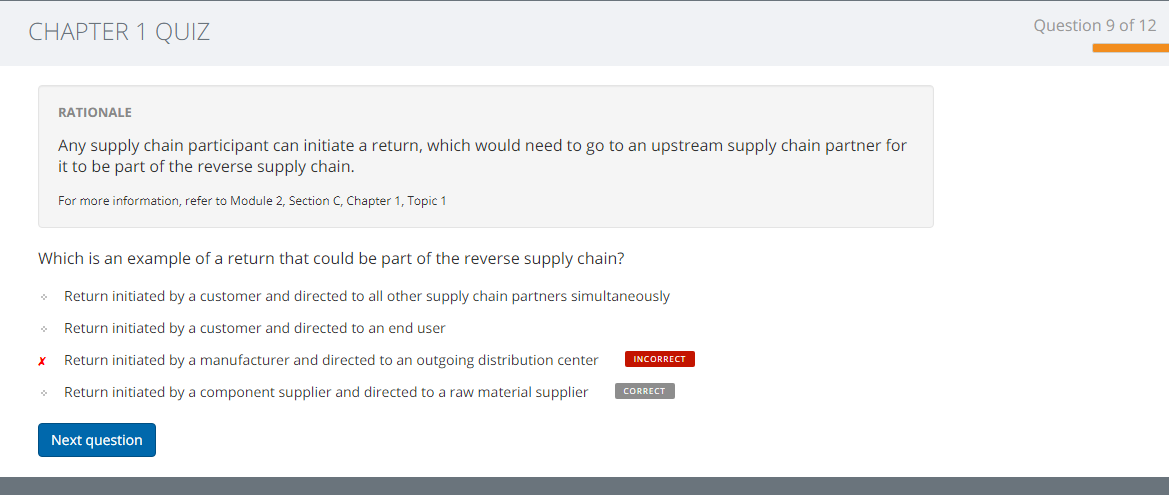 CHAPTER 1 QUIZ
Question 9 of 12
RATIONALE
Any supply chain participant can initiate a return, which would need to go to an upstream supply chain partner for
it to be part of the reverse supply chain.
For more information, refer to Module 2, Section C, Chapter 1, Topic 1
Which is an example of a return that could be part of the reverse supply chain?
Return initiated by a customer and directed to all other supply chain partners simultaneously
Return initiated by a customer and directed to an end user
✗ Return initiated by a manufacturer and directed to an outgoing distribution center INCORRECT
Return initiated by a component supplier and directed to a raw material supplier CORRECT
Next question